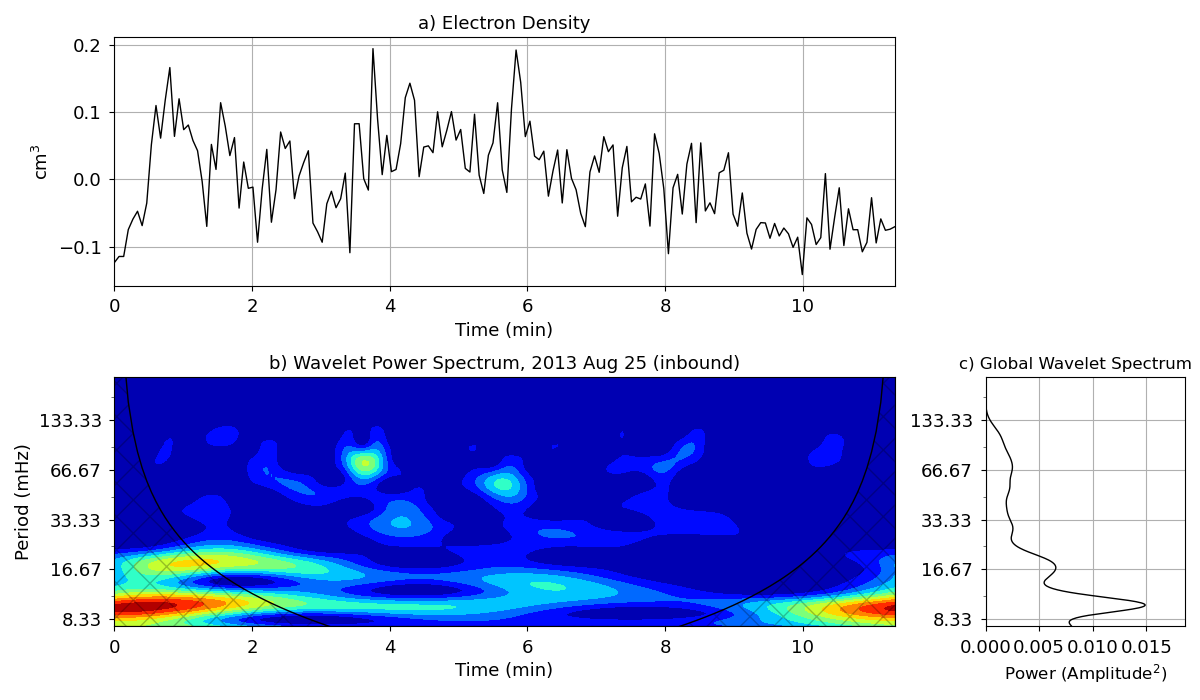 a) Electron Density
0.2
0.1
0.0
−0.1
cm³
0 2 4 6 8 10
Time (min)
b) Wavelet Power Spectrum, 2013 Aug 25 (inbound)
133.33
66.67
33.33
16.67
8.33
Period (mHz)
0 2 4 6 8 10
Time (min)
c) Global Wavelet Spectrum
133.33
66.67
33.33
16.67
8.33
0.000 0.005 0.010 0.015
Power (Amplitude²)